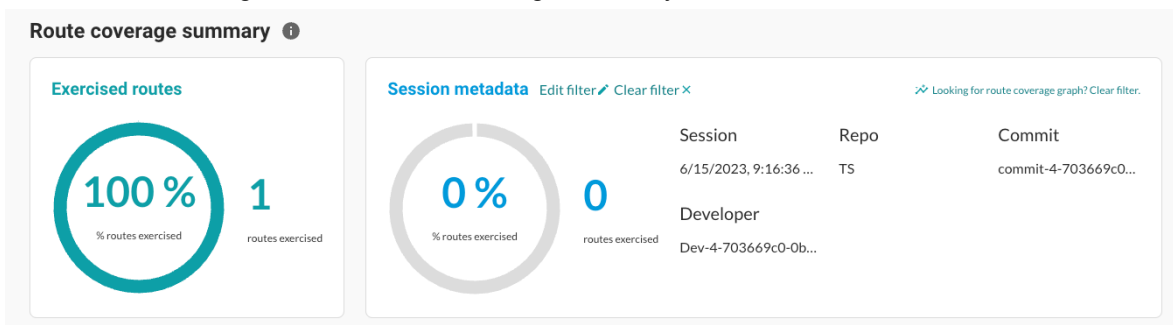 Route coverage summary
Exercised routes
100 %
% routes exercised
1
routes exercised
Session metadata Edit filter Clear filter ×
Looking for route coverage graph? Clear filter.
0 %
% routes exercised
0
routes exercised
Session Repo Commit
6/15/2023, 9:16:36 ... TS commit-4-703669c0...
Developer
Dev-4-703669c0-0b...